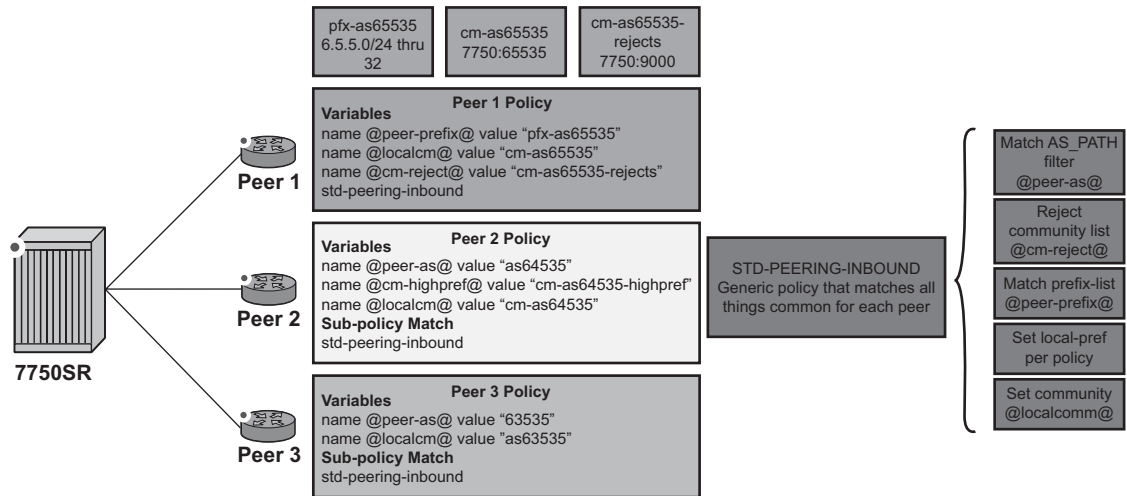 pfx-as65535
6.5.5.0/24 thru
32
cm-as65535
7750:65535
cm-as65535-
rejects
7750:9000
Peer 1 Policy
Variables
name @peer-prefix@ value “pfx-as65535”
name @localcm@ value “cm-as65535”
name @cm-reject@ value “cm-as65535-rejects”
std-peering-inbound
Peer 1
Peer 2 Policy
Variables
name @peer-as@ value “as64535”
name @cm-highpref@ value “cm-as64535-highpref”
name @localcm@ value “cm-as64535”
Sub-policy Match
std-peering-inbound
Peer 2
7750SR
Peer 3 Policy
Variables
name @peer-as@ value “63535”
name @localcm@ value ”as63535”
Sub-policy Match
std-peering-inbound
Peer 3
STD-PEERING-INBOUND
Generic policy that matches all
things common for each peer
Match AS_PATH
filter
@peer-as@
Reject
community list
@cm-reject@
Match prefix-list
@peer-prefix@
Set local-pref
per policy
Set community
@localcomm@